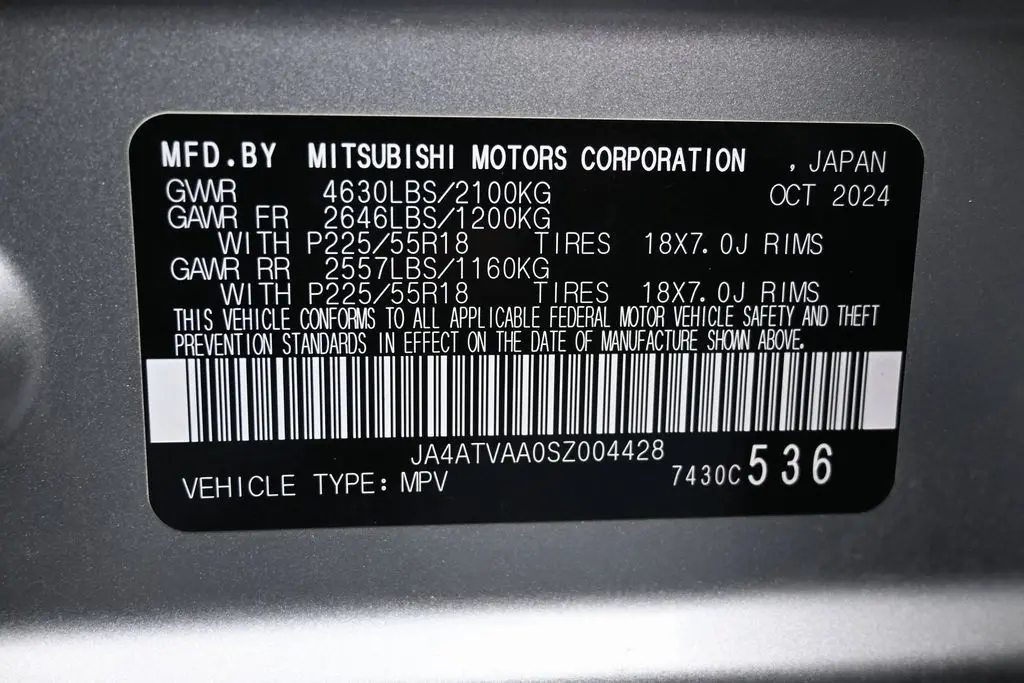 MFD.BY MITSUBISHI MOTORS CORPORATION , JAPAN
GVWR 4630LBS/2100KG OCT 2024
GAWR FR 2646LBS/1200KG
WITH P225/55R18 TIRES 18X7.0J RIMS
GAWR RR 2557LBS/1160KG
WITH P225/55R18 TIRES 18X7.0J RIMS
THIS VEHICLE CONFORMS TO ALL APPLICABLE FEDERAL MOTOR VEHICLE SAFETY AND THEFT
PREVENTION STANDARDS IN EFFECT ON THE DATE OF MANUFACTURE SHOWN ABOVE.
JA4ATVAA0SZ004428
VEHICLE TYPE: MPV 7430C 536